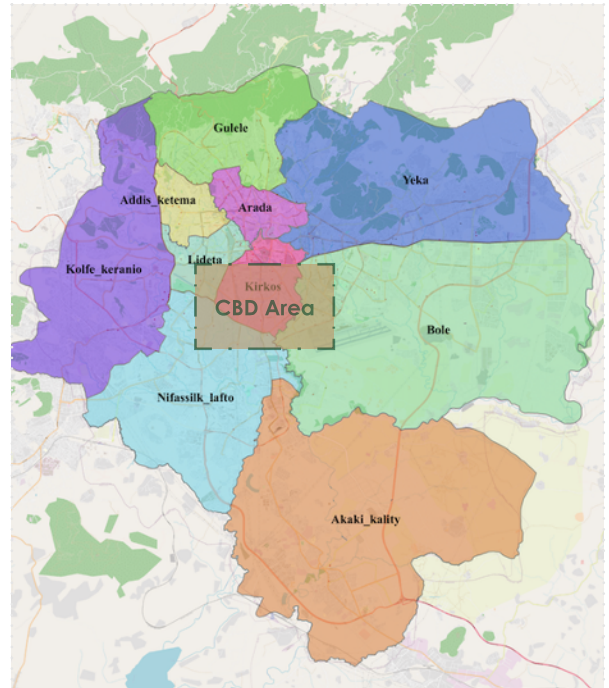 Gulele
Yeka
Addis_ketema
Arada
Lideta
Kolfe_keranio
Kirkos
CBD Area
Bole
Nifassilk_lafto
Akaki_kality